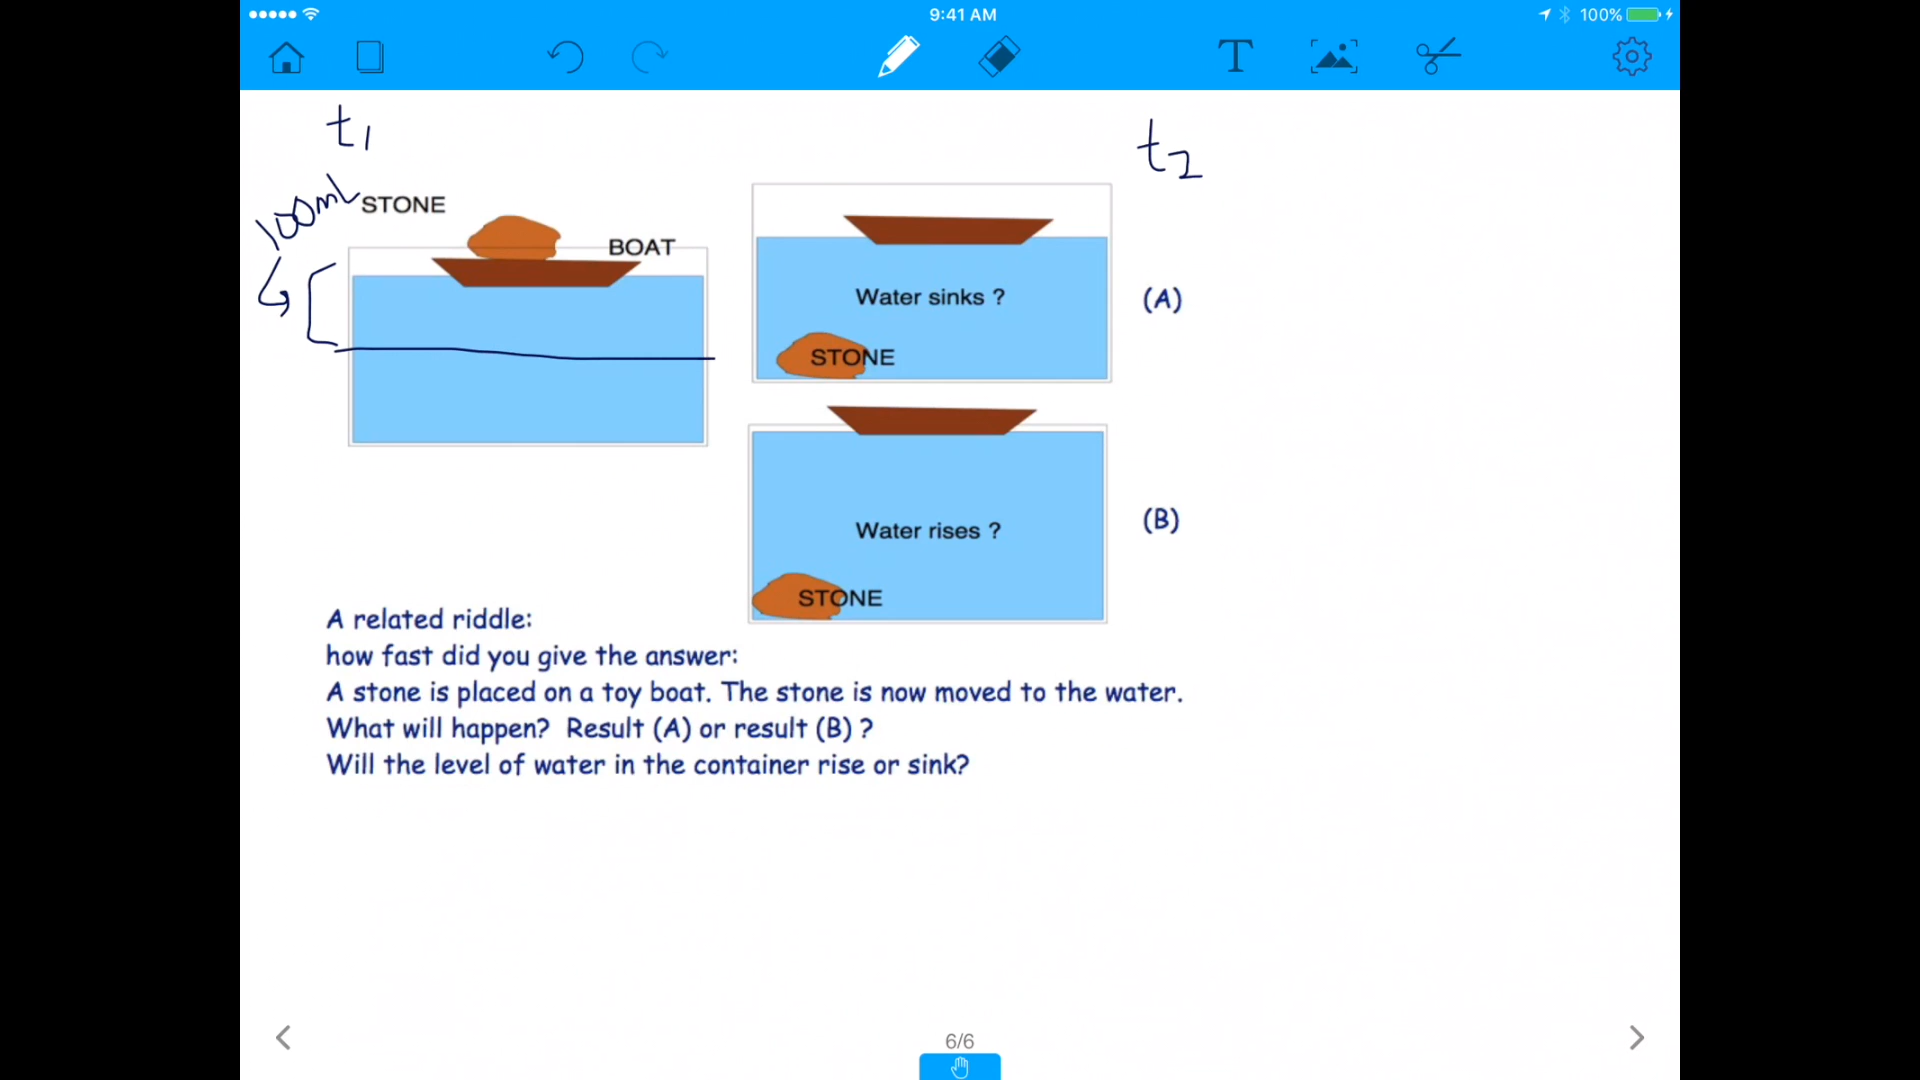 9:41 AM
100%
T
t1
t2
100mL
STONE
BOAT
Water sinks ?
(A)
STONE
Water rises ?
(B)
STONE
A related riddle:
how fast did you give the answer:
A stone is placed on a toy boat. The stone is now moved to the water.
What will happen? Result (A) or result (B) ?
Will the level of water in the container rise or sink?
6/6